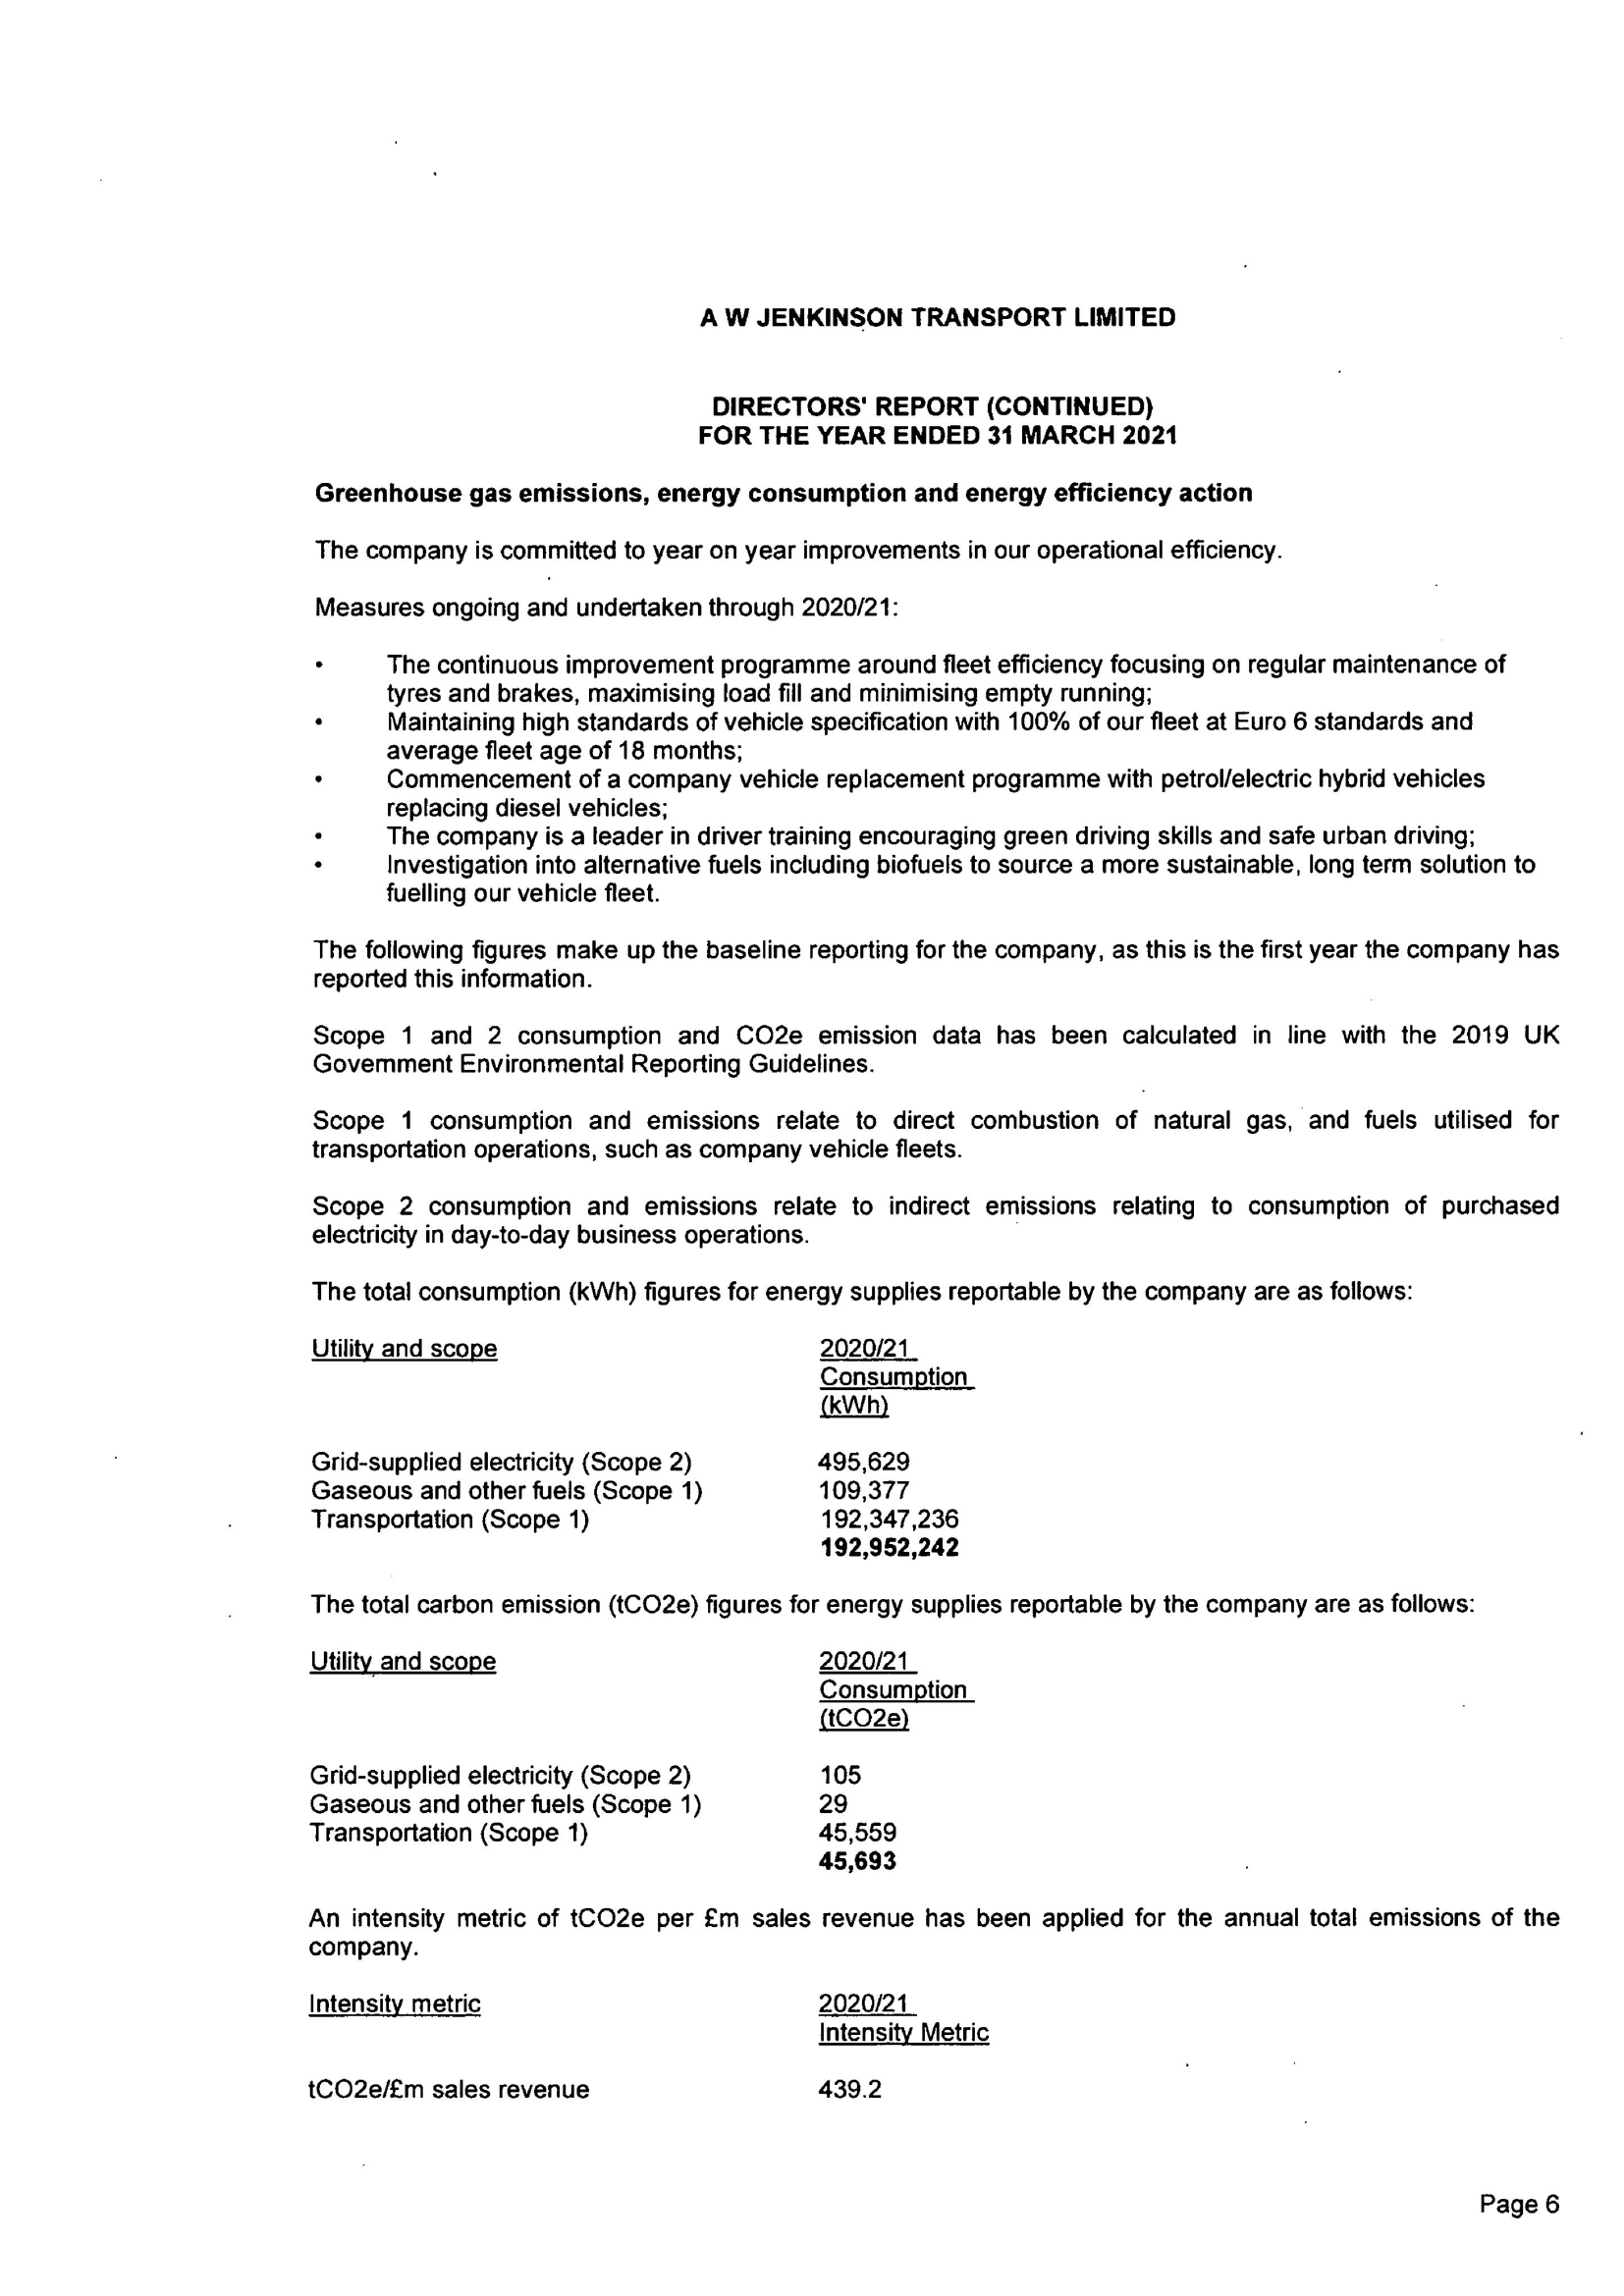 A W JENKINSON TRANSPORT LIMITED
DIRECTORS' REPORT (CONTINUED)
FOR THE YEAR ENDED 31 MARCH 2021
Greenhouse gas emissions, energy consumption and energy efficiency action
The company is committed to year on year improvements in our operational efficiency.
Measures ongoing and undertaken through 2020/21:
• The continuous improvement programme around fleet efficiency focusing on regular maintenance of
tyres and brakes, maximising load fill and minimising empty running;
• Maintaining high standards of vehicle specification with 100% of our fleet at Euro 6 standards and
average fleet age of 18 months;
• Commencement of a company vehicle replacement programme with petrol/electric hybrid vehicles
replacing diesel vehicles;
• The company is a leader in driver training encouraging green driving skills and safe urban driving;
• Investigation into alternative fuels including biofuels to source a more sustainable, long term solution to
fuelling our vehicle fleet.
The following figures make up the baseline reporting for the company, as this is the first year the company has
reported this information.
Scope 1 and 2 consumption and CO2e emission data has been calculated in line with the 2019 UK
Government Environmental Reporting Guidelines.
Scope 1 consumption and emissions relate to direct combustion of natural gas, and fuels utilised for
transportation operations, such as company vehicle fleets.
Scope 2 consumption and emissions relate to indirect emissions relating to consumption of purchased
electricity in day-to-day business operations.
The total consumption (kWh) figures for energy supplies reportable by the company are as follows:
Utility and scope 2020/21
Consumption
(kWh)
Grid-supplied electricity (Scope 2) 495,629
Gaseous and other fuels (Scope 1) 109,377
Transportation (Scope 1) 192,347,236
192,952,242
The total carbon emission (tCO2e) figures for energy supplies reportable by the company are as follows:
Utility and scope 2020/21
Consumption
(tCO2e)
Grid-supplied electricity (Scope 2) 105
Gaseous and other fuels (Scope 1) 29
Transportation (Scope 1) 45,559
45,693
An intensity metric of tCO2e per £m sales revenue has been applied for the annual total emissions of the
company.
Intensity metric 2020/21
Intensity Metric
tCO2e/£m sales revenue 439.2
Page 6